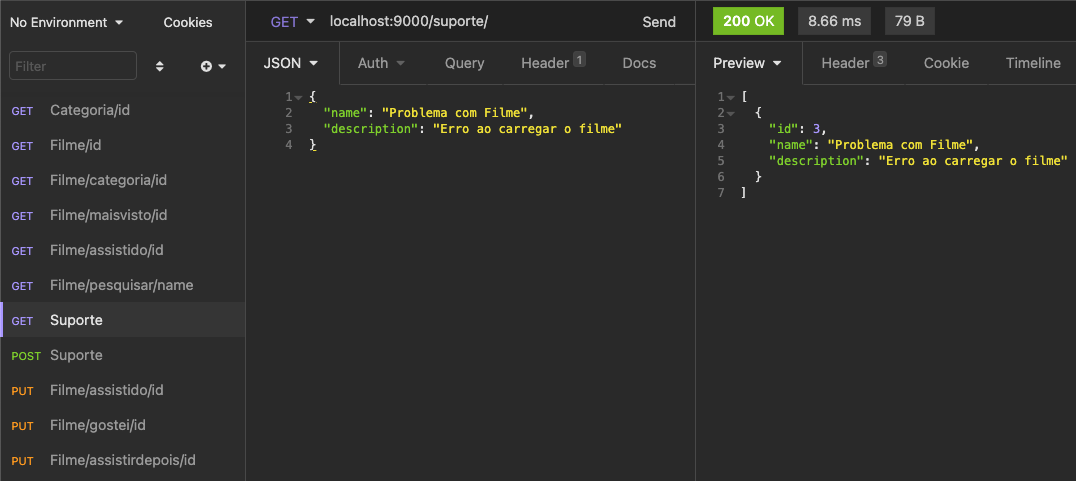 No Environment
Cookies
Filter
GET Categoria/id
GET Filme/id
GET Filme/categoria/id
GET Filme/maisvisto/id
GET Filme/assistido/id
GET Filme/pesquisar/name
GET Suporte
POST Suporte
PUT Filme/assistido/id
PUT Filme/gostei/id
PUT Filme/assistirdepois/id
GET localhost:9000/suporte/ Send
JSON Auth Query Header 1 Docs
1 {
2 "name": "Problema com Filme",
3 "description": "Erro ao carregar o filme"
4 }
200 OK 8.66 ms 79 B
Preview Header 3 Cookie Timeline
1 [
2 {
3 "id": 3,
4 "name": "Problema com Filme",
5 "description": "Erro ao carregar o filme"
6 }
7 ]